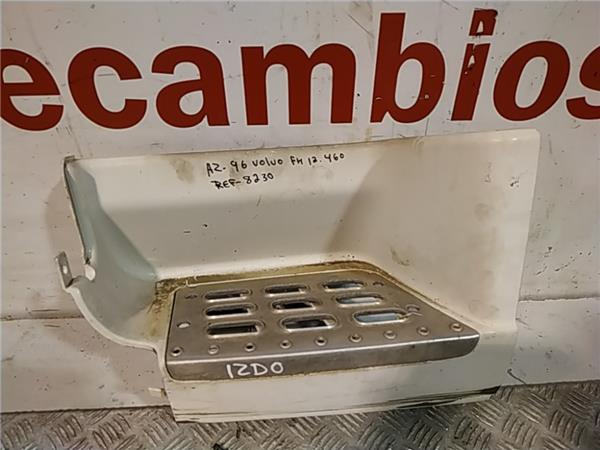 ecambios
AZ-96 VOLVO FH 12.460
REF-8230
IZDO